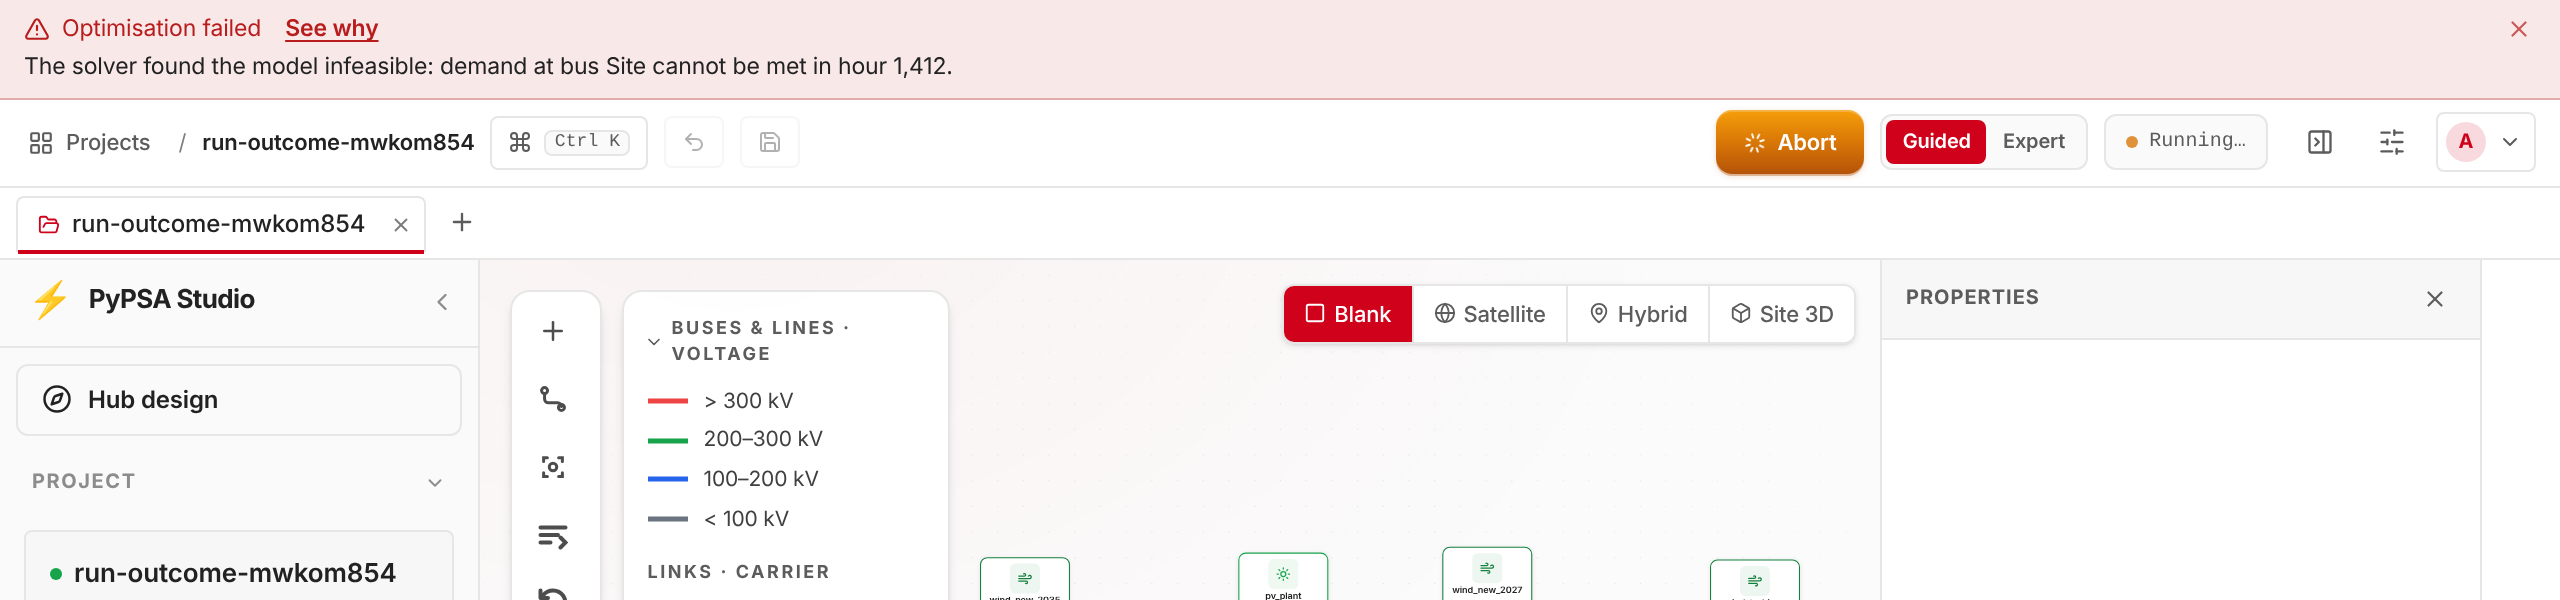 Optimisation failed See why
The solver found the model infeasible: demand at bus Site cannot be met in hour 1,412.
Projects / run-outcome-mwkom854 Ctrl K Abort Guided Expert Running… A
run-outcome-mwkom854
PyPSA Studio
Hub design
PROJECT
run-outcome-mwkom854
BUSES & LINES ·
VOLTAGE
> 300 kV
200–300 kV
100–200 kV
< 100 kV
LINKS · CARRIER
Blank Satellite Hybrid Site 3D
wind_new_2035
pv_plant
wind_new_2027
PROPERTIES